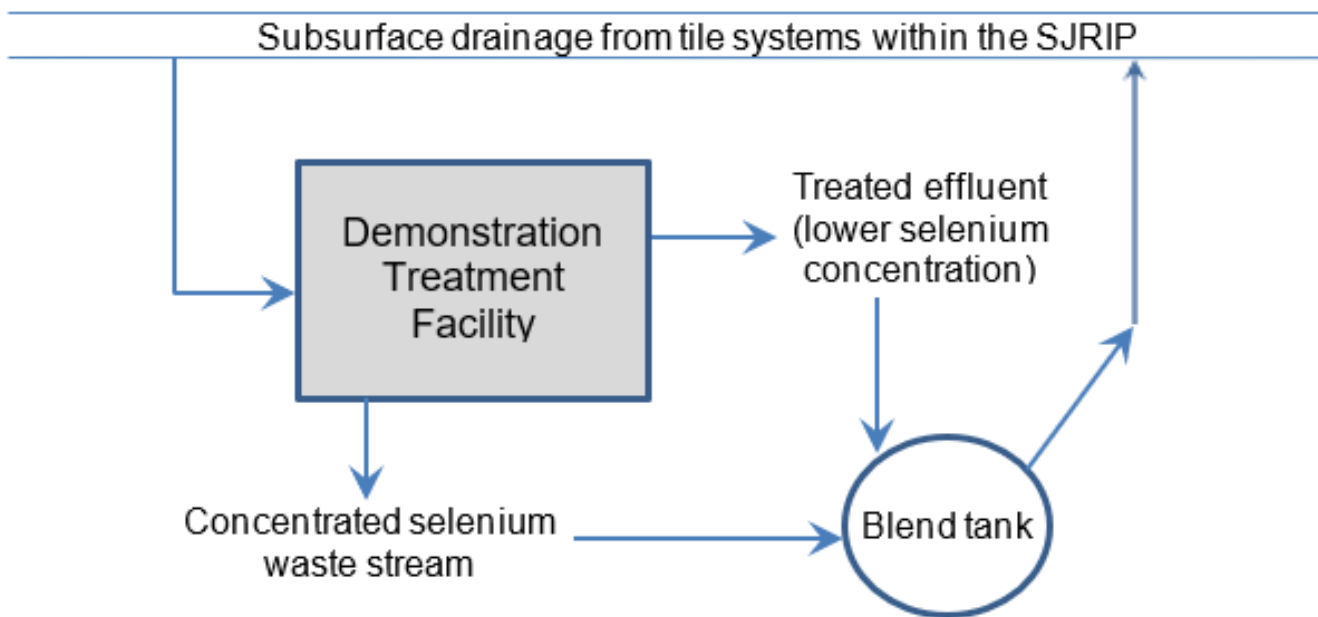 Subsurface drainage from tile systems within the SJRIP
Demonstration
Treatment
Facility
Treated effluent
(lower selenium
concentration)
Concentrated selenium
waste stream
Blend tank